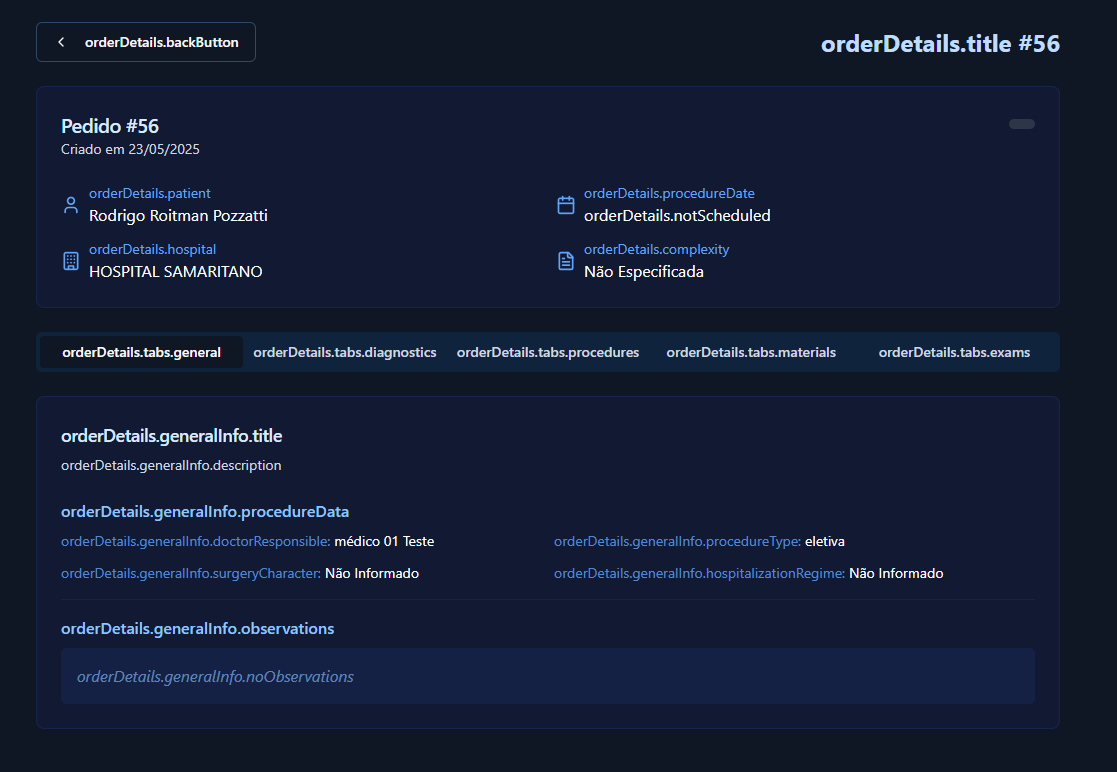 orderDetails.backButton
orderDetails.title #56
Pedido #56
Criado em 23/05/2025
orderDetails.patient
Rodrigo Roitman Pozzatti
orderDetails.procedureDate
orderDetails.notScheduled
orderDetails.hospital
HOSPITAL SAMARITANO
orderDetails.complexity
Não Especificada
orderDetails.tabs.general orderDetails.tabs.diagnostics orderDetails.tabs.procedures orderDetails.tabs.materials orderDetails.tabs.exams
orderDetails.generalInfo.title
orderDetails.generalInfo.description
orderDetails.generalInfo.procedureData
orderDetails.generalInfo.doctorResponsible: médico 01 Teste
orderDetails.generalInfo.procedureType: eletiva
orderDetails.generalInfo.surgeryCharacter: Não Informado
orderDetails.generalInfo.hospitalizationRegime: Não Informado
orderDetails.generalInfo.observations
orderDetails.generalInfo.noObservations